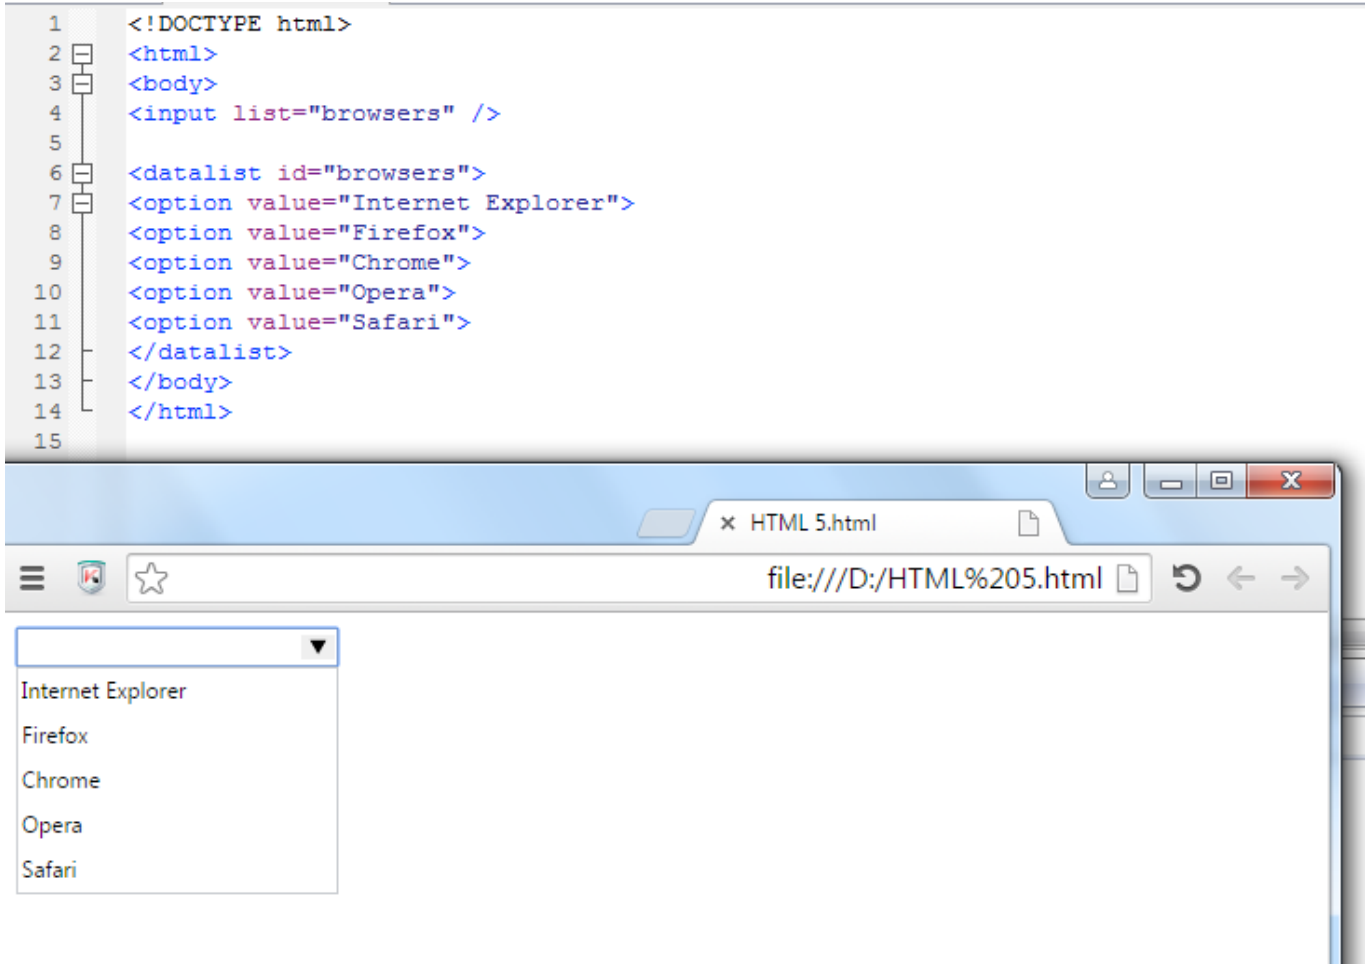 1 <!DOCTYPE html>
2 <html>
3 <body>
4 <input list="browsers" />
5
6 <datalist id="browsers">
7 <option value="Internet Explorer">
8 <option value="Firefox">
9 <option value="Chrome">
10 <option value="Opera">
11 <option value="Safari">
12 </datalist>
13 </body>
14 </html>
15
HTML 5.html
file:///D:/HTML%205.html
Internet Explorer
Firefox
Chrome
Opera
Safari